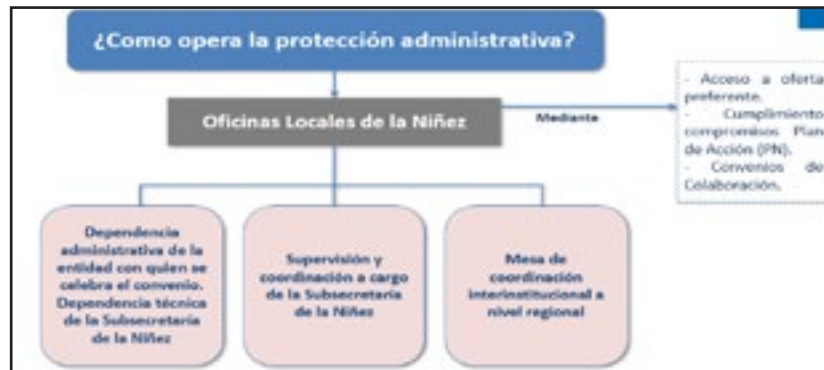 ¿Como opera la protección administrativa?
Oficinas Locales de la Niñez
Mediante
- Acceso a oferta
preferente.
- Cumplimiento
compromisos Plan
de Acción (PN).
- Convenios de
Colaboración.
Dependencia
administrativa de la
entidad con quien se
celebra el convenio.
Dependencia técnica
de la Subsecretaría
de la Niñez
Supervisión y
coordinación a cargo
de la Subsecretaría
de la Niñez
Mesa de
coordinación
interinstitucional a
nivel regional